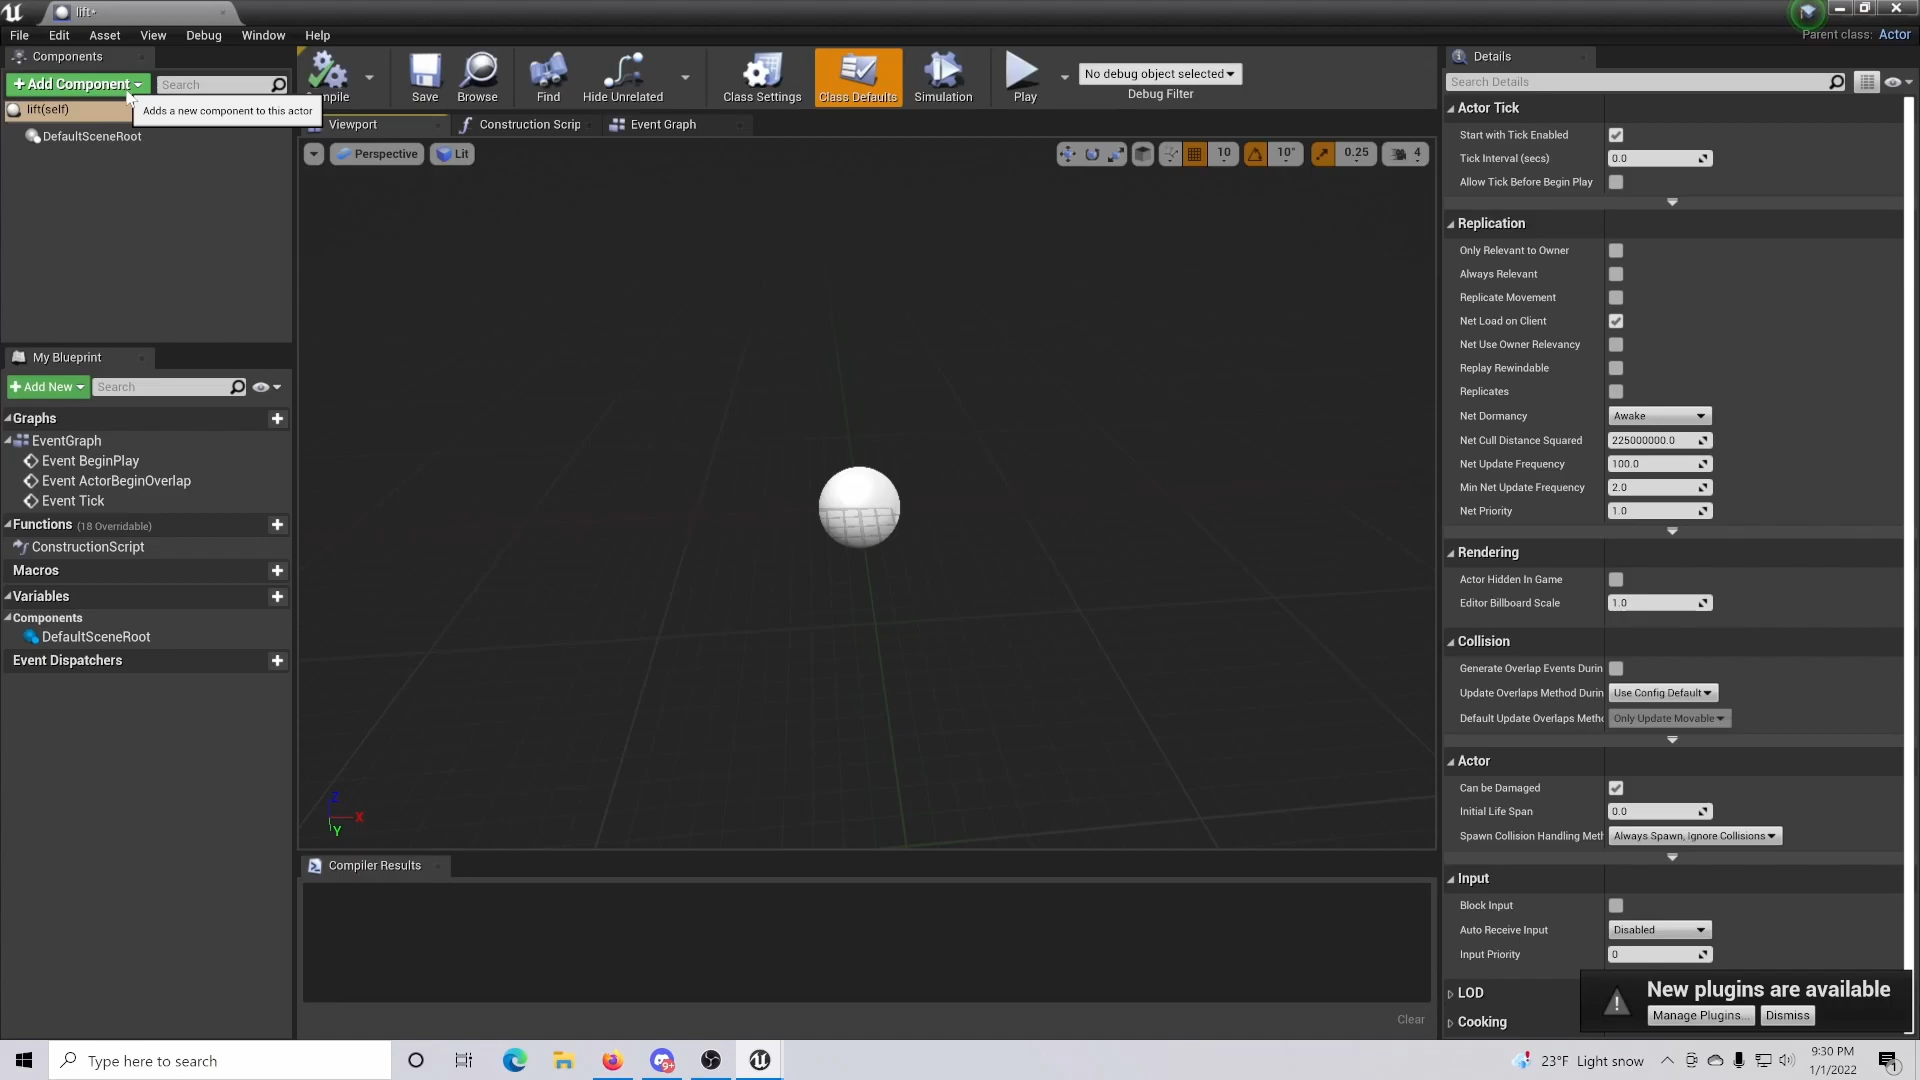 lift*
File Edit Asset View Debug Window Help
Parent class: Actor
Components
+ Add Component
Search
lift(self)
Adds a new component to this actor
DefaultSceneRoot
mpile
Save
Browse
Find
Hide Unrelated
Class Settings
Class Defaults
Simulation
Play
No debug object selected
Debug Filter
Viewport
Construction Scrip
Event Graph
Perspective
Lit
10
10°
0.25
4
Z
X
Y
My Blueprint
+ Add New
Search
Graphs
EventGraph
Event BeginPlay
Event ActorBeginOverlap
Event Tick
Functions (18 Overridable)
ConstructionScript
Macros
Variables
Components
DefaultSceneRoot
Event Dispatchers
Compiler Results
Clear
Details
Search Details
Actor Tick
Start with Tick Enabled
Tick Interval (secs) 0.0
Allow Tick Before Begin Play
Replication
Only Relevant to Owner
Always Relevant
Replicate Movement
Net Load on Client
Net Use Owner Relevancy
Replay Rewindable
Replicates
Net Dormancy Awake
Net Cull Distance Squared 225000000.0
Net Update Frequency 100.0
Min Net Update Frequency 2.0
Net Priority 1.0
Rendering
Actor Hidden In Game
Editor Billboard Scale 1.0
Collision
Generate Overlap Events Durin
Update Overlaps Method Durin Use Config Default
Default Update Overlaps Metho Only Update Movable
Actor
Can be Damaged
Initial Life Span 0.0
Spawn Collision Handling Meth Always Spawn, Ignore Collisions
Input
Block Input
Auto Receive Input Disabled
Input Priority 0
LOD
Cooking
New plugins are available
Manage Plugins...
Dismiss
Type here to search
9+
23°F Light snow
9:30 PM
1/1/2022
1